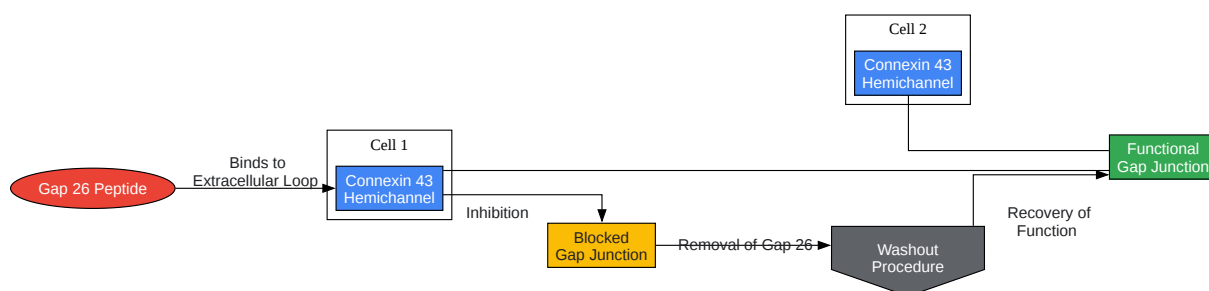 Cell 2
Connexin 43
Hemichannel
Cell 1
Connexin 43
Hemichannel
Gap 26 Peptide
Binds to
Extracellular Loop
Inhibition
Blocked
Gap Junction
Removal of Gap 26
Washout
Procedure
Recovery of
Function
Functional
Gap Junction